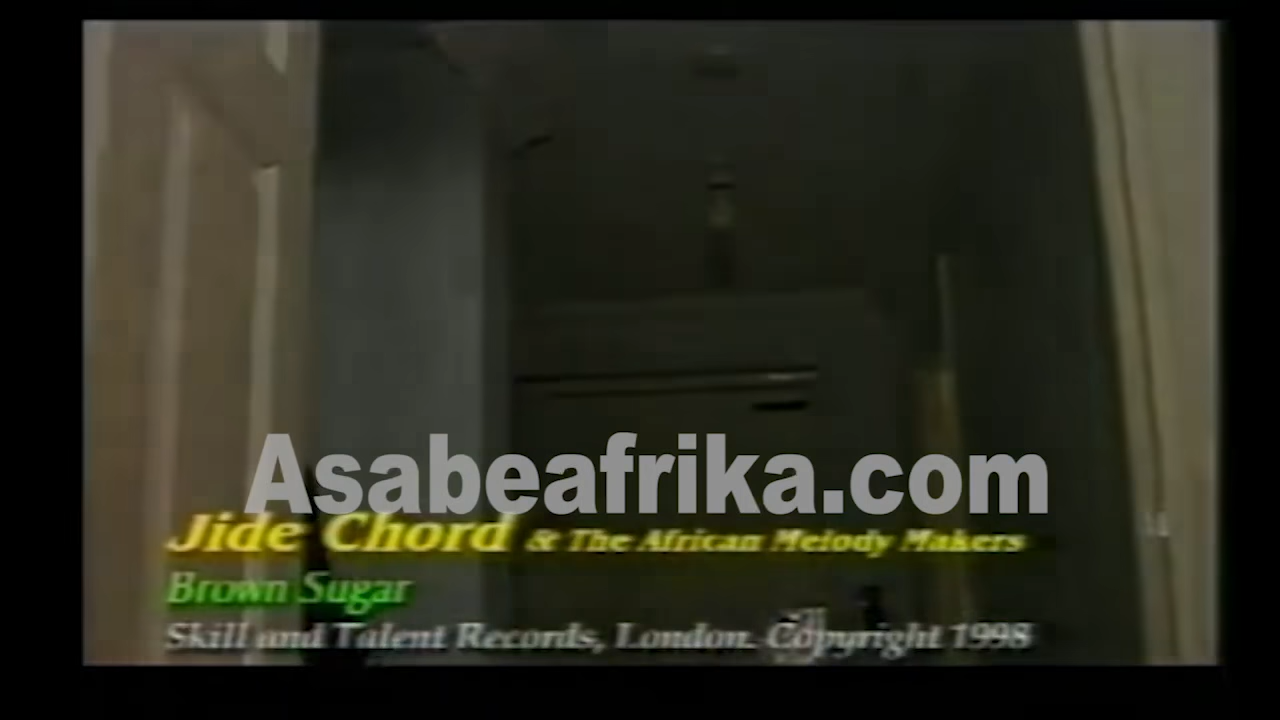 Asabeafrika.com
Jide Chord & The African Melody Makers
Brown Sugar
Skill and Talent Records, London. Copyright 1998